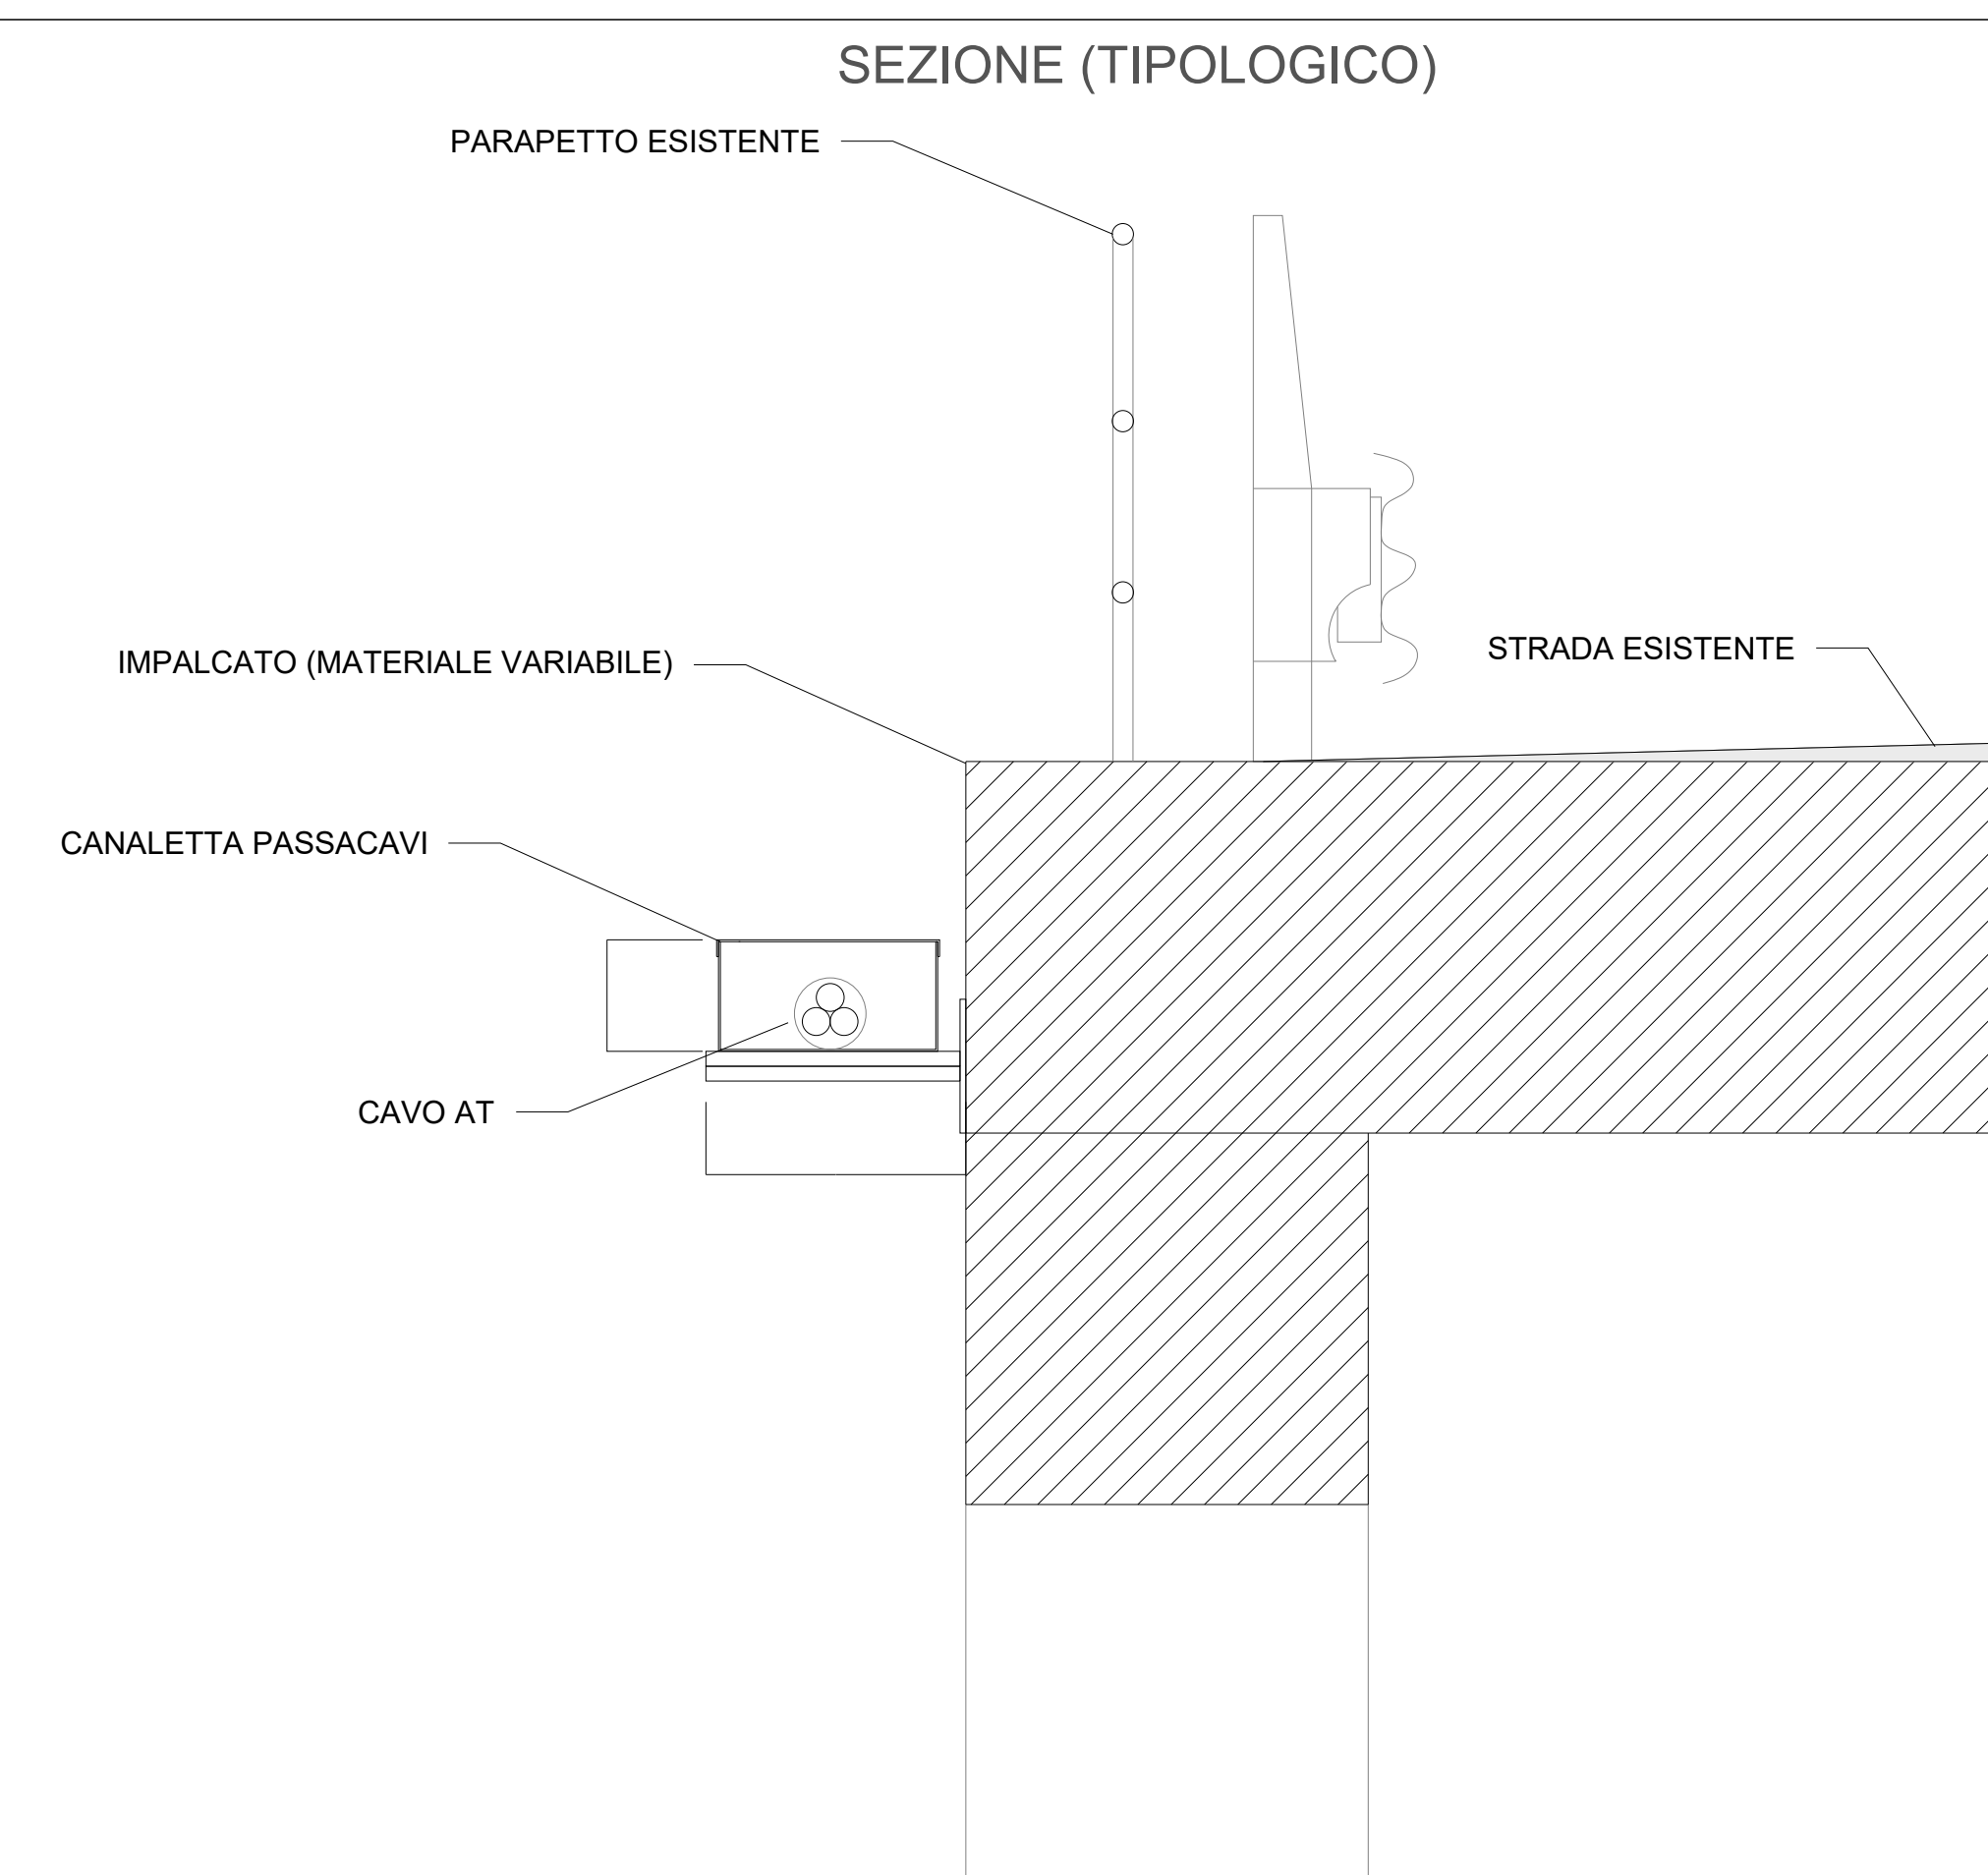 SEZIONE (TIPOLOGICO)
PARAPETTO ESISTENTE
STRADA ESISTENTE
IMPALCATO (MATERIALE VARIABILE)
CANALETTA PASSACAVI
CAVO AT